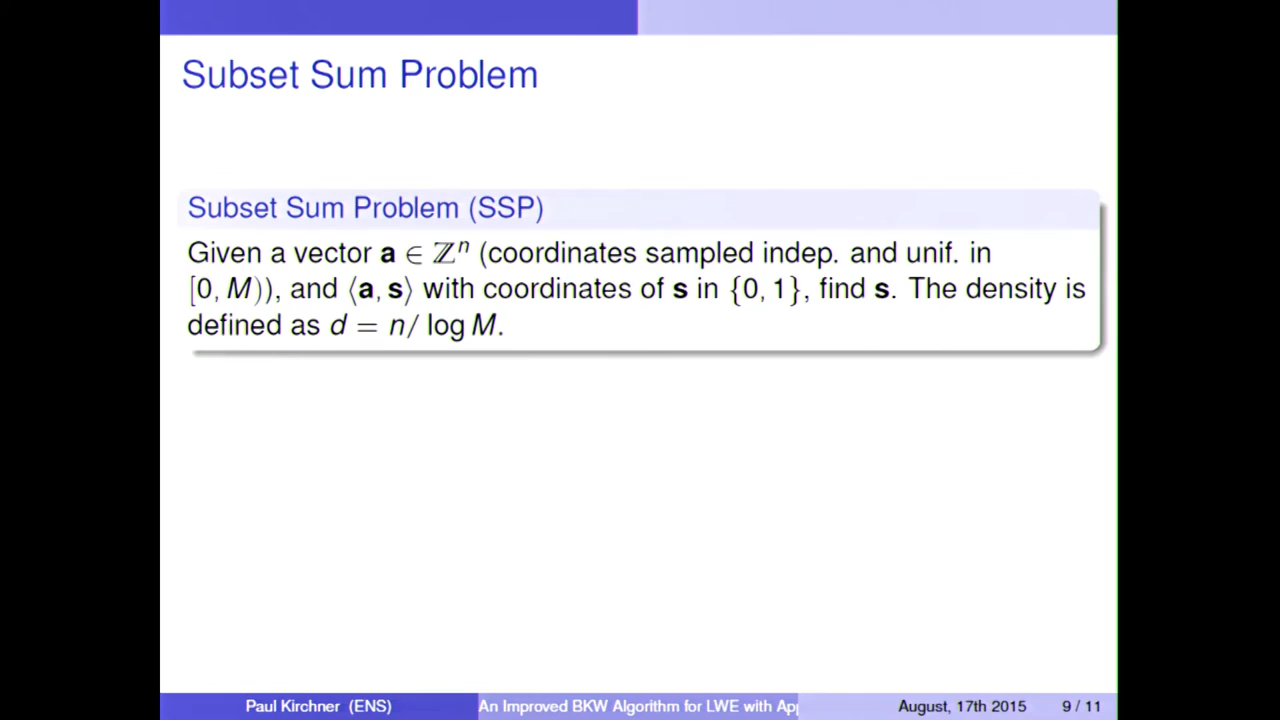 Subset Sum Problem
Subset Sum Problem (SSP)
Given a vector a ∈ ℤⁿ (coordinates sampled indep. and unif. in
[0, M)), and ⟨a, s⟩ with coordinates of s in {0, 1}, find s. The density is
defined as d = n/ log M.
Paul Kirchner (ENS)
An Improved BKW Algorithm for LWE with App
August, 17th 2015
9 / 11